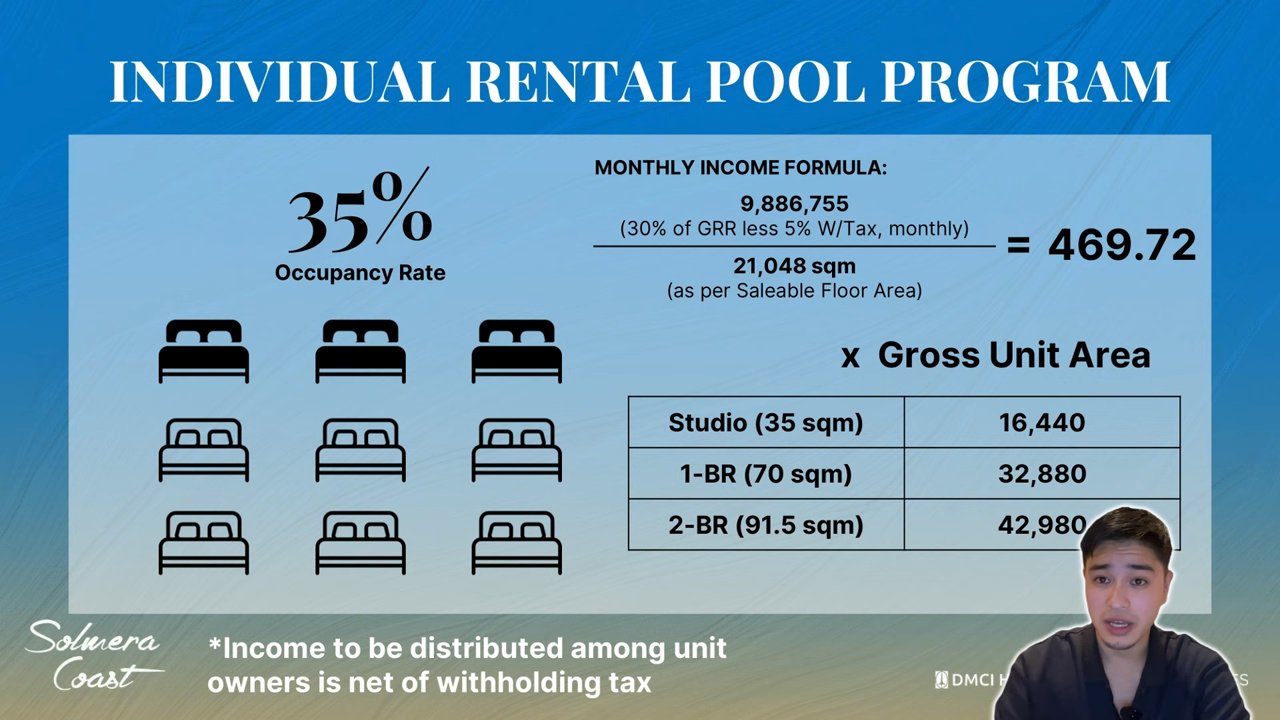 INDIVIDUAL RENTAL POOL PROGRAM
35%
Occupancy Rate
MONTHLY INCOME FORMULA:
9,886,755
(30% of GRR less 5% W/Tax, monthly)
21,048 sqm
(as per Saleable Floor Area)
= 469.72
x Gross Unit Area
Studio (35 sqm) 16,440
1-BR (70 sqm) 32,880
2-BR (91.5 sqm) 42,980
Solmera
Coast
*Income to be distributed among unit
owners is net of withholding tax
DMCI